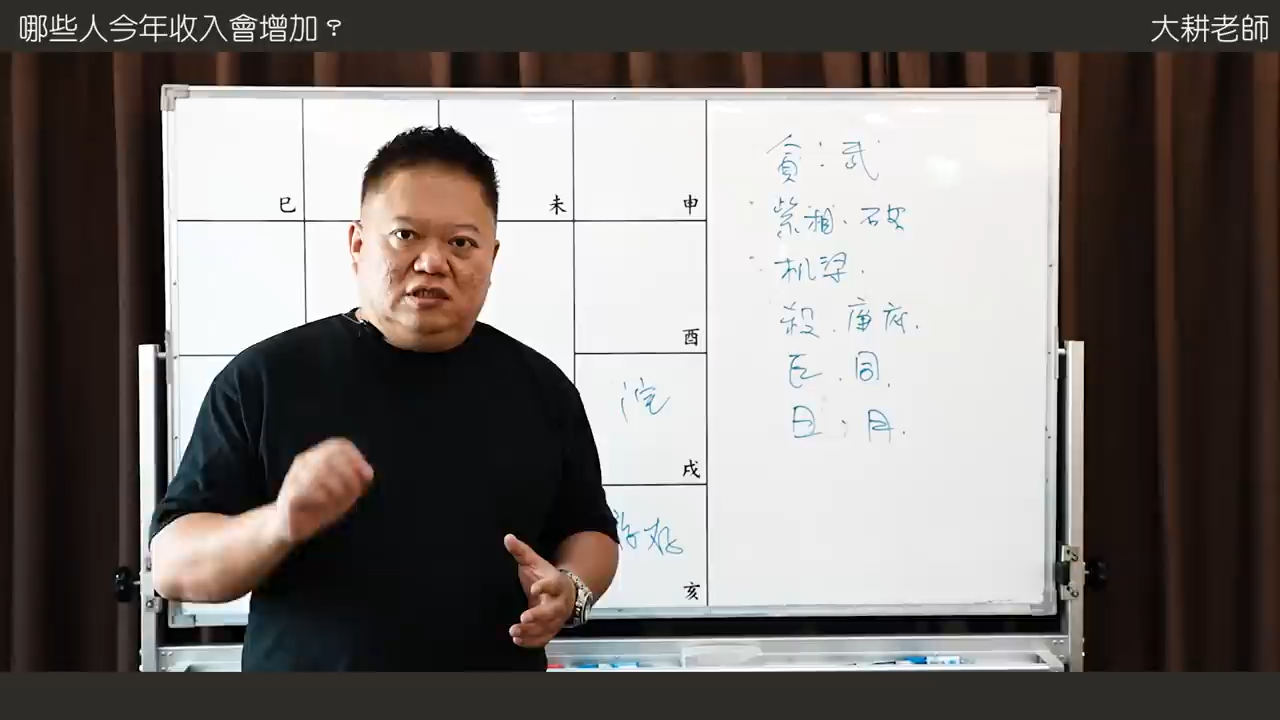 哪些人今年收入會增加？
大耕老師
巳
未
申
酉
戌
亥
貪：武
紫相．破
机梁．
殺．廉府．
巨．同．
日．月．